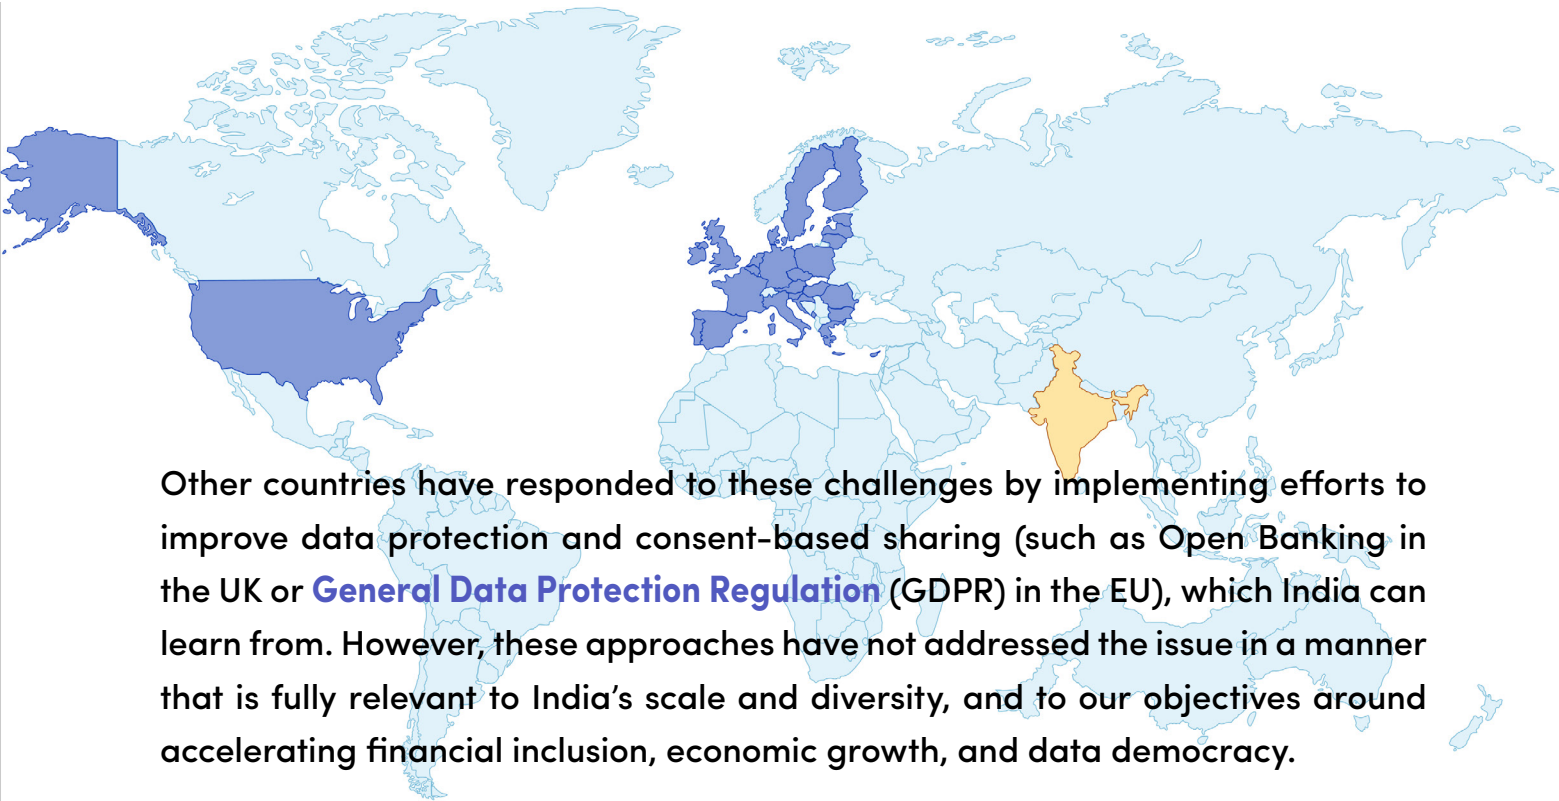 Other countries have responded to these challenges by implementing efforts to
improve data protection and consent-based sharing (such as Open Banking in
the UK or General Data Protection Regulation (GDPR) in the EU), which India can
learn from. However, these approaches have not addressed the issue in a manner
that is fully relevant to India’s scale and diversity, and to our objectives around
accelerating financial inclusion, economic growth, and data democracy.